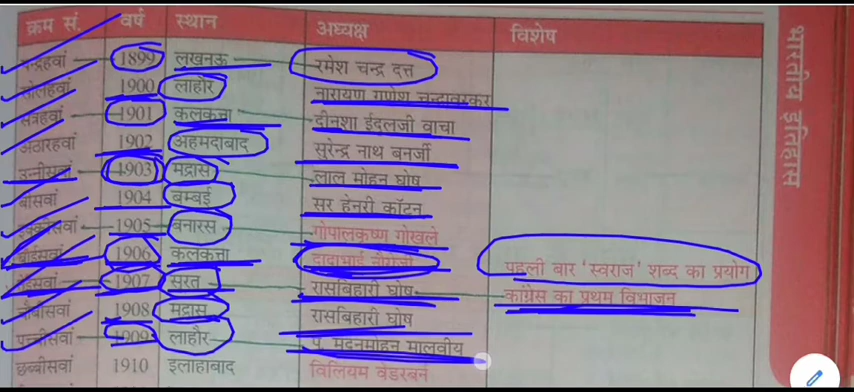 क्रम सं. वर्ष स्थान अध्यक्ष विशेष
पन्द्रहवां 1899 लखनऊ रमेश चन्द्र दत्त
सोलहवां 1900 लाहौर नारायण गणेश चन्दावरकर
सत्रहवां 1901 कलकत्ता दीनशा ईदुलजी वाचा
अठारहवां 1902 अहमदाबाद सुरेन्द्र नाथ बनर्जी
उन्नीसवां 1903 मद्रास लाल मोहन घोष
बीसवां 1904 बम्बई सर हेनरी कॉटन
इक्कीसवां 1905 बनारस गोपालकृष्ण गोखले
बाईसवां 1906 कलकत्ता दादाभाई नौरोजी पहली बार 'स्वराज' शब्द का प्रयोग
तेईसवां 1907 सूरत रासबिहारी घोष कांग्रेस का प्रथम विभाजन
चौबीसवां 1908 मद्रास रासबिहारी घोष
पच्चीसवां 1909 लाहौर पं. मदनमोहन मालवीय
छब्बीसवां 1910 इलाहाबाद विलियम वेडरबर्न
भारतीय इतिहास